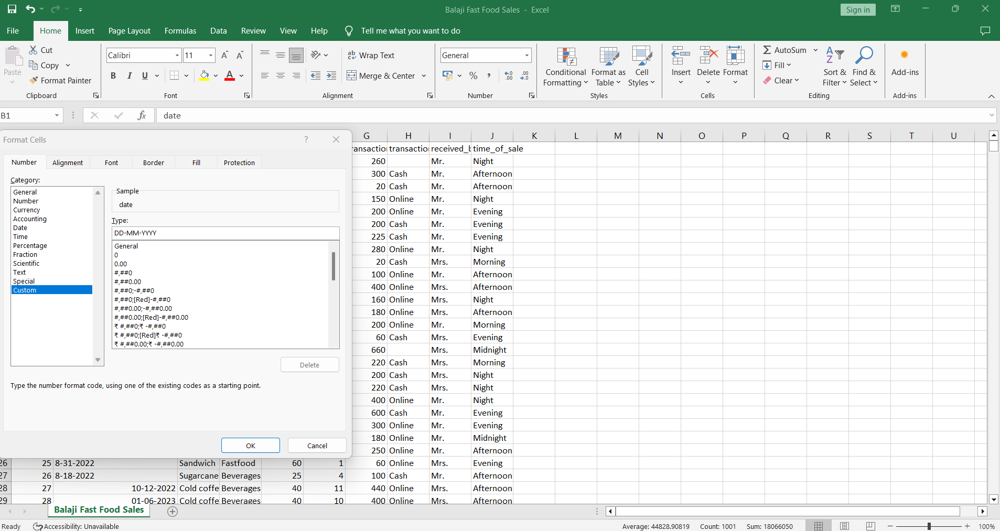 Balaji Fast Food Sales - Excel
Sign in
File Home Insert Page Layout Formulas Data Review View Help Tell me what you want to do
Paste
Cut
Copy
Format Painter
Clipboard
Calibri 11
B I U
Font
Wrap Text
Merge & Center
Alignment
General
Number
Conditional Formatting
Format as Table
Cell Styles
Styles
Insert Delete Format
Cells
AutoSum
Fill
Clear
Sort & Filter
Find & Select
Editing
Add-ins
Add-ins
B1 fx date
Format Cells ?
Number Alignment Font Border Fill Protection
Category:
General
Number
Currency
Accounting
Date
Time
Percentage
Fraction
Scientific
Text
Special
Custom
Sample
date
Type:
DD-MM-YYYY
General
0
0.00
#,##0
#,##0.00
#,##0;-#,##0
#,##0;[Red]-#,##0
#,##0.00;-#,##0.00
#,##0.00;[Red]-#,##0.00
₹ #,##0;₹ -#,##0
₹ #,##0;[Red]₹ -#,##0
₹ #,##0.00;₹ -#,##0.00
Delete
Type the number format code, using one of the existing codes as a starting point.
OK Cancel
G H I J K L M N O P Q R S T U
ransaction transaction received_b time_of_sale
260 Mr. Night
300 Cash Mr. Afternoon
20 Cash Mr. Afternoon
150 Online Mr. Night
200 Online Mr. Evening
200 Cash Mr. Evening
225 Cash Mr. Evening
280 Online Mr. Night
20 Cash Mrs. Morning
100 Online Mr. Afternoon
400 Online Mrs. Afternoon
160 Online Mrs. Night
180 Online Mrs. Afternoon
200 Online Mr. Morning
60 Cash Mrs. Evening
660 Mrs. Midnight
220 Cash Mrs. Morning
200 Cash Mrs. Night
220 Cash Mrs. Night
400 Online Mr. Night
600 Cash Mr. Evening
300 Online Mr. Evening
180 Online Mr. Midnight
250 Online Mr. Afternoon
26 25 8-31-2022 Sandwich Fastfood 60 1 60 Online Mrs. Evening
27 26 8-18-2022 Sugarcane Beverages 25 4 100 Cash Mr. Afternoon
28 27 10-12-2022 Cold coffe Beverages 40 11 440 Online Mrs. Afternoon
29 28 01-06-2023 Cold coffe Beverages 40 10 400 Online Mrs. Afternoon
Balaji Fast Food Sales
Ready Accessibility: Unavailable Average: 44828.90819 Count: 1001 Sum: 18066050 100%